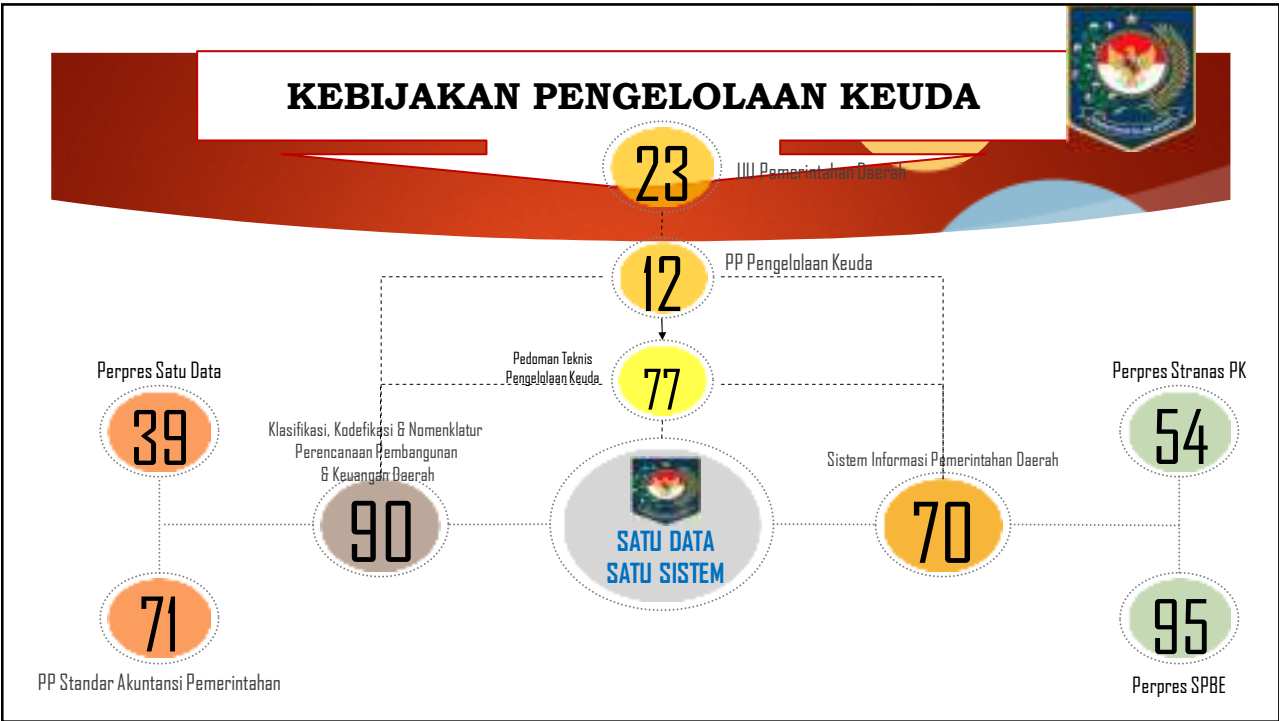 KEBIJAKAN PENGELOLAAN KEUDA
23
UU Pemerintahan Daerah
12
PP Pengelolaan Keuda
Pedoman Teknis
Pengelolaan Keuda
77
Perpres Satu Data
39
Klasifikasi, Kodefikasi & Nomenklatur
Perencanaan Pembangunan
& Keuangan Daerah
90
SATU DATA
SATU SISTEM
Sistem Informasi Pemerintahan Daerah
70
Perpres Stranas PK
54
71
PP Standar Akuntansi Pemerintahan
95
Perpres SPBE